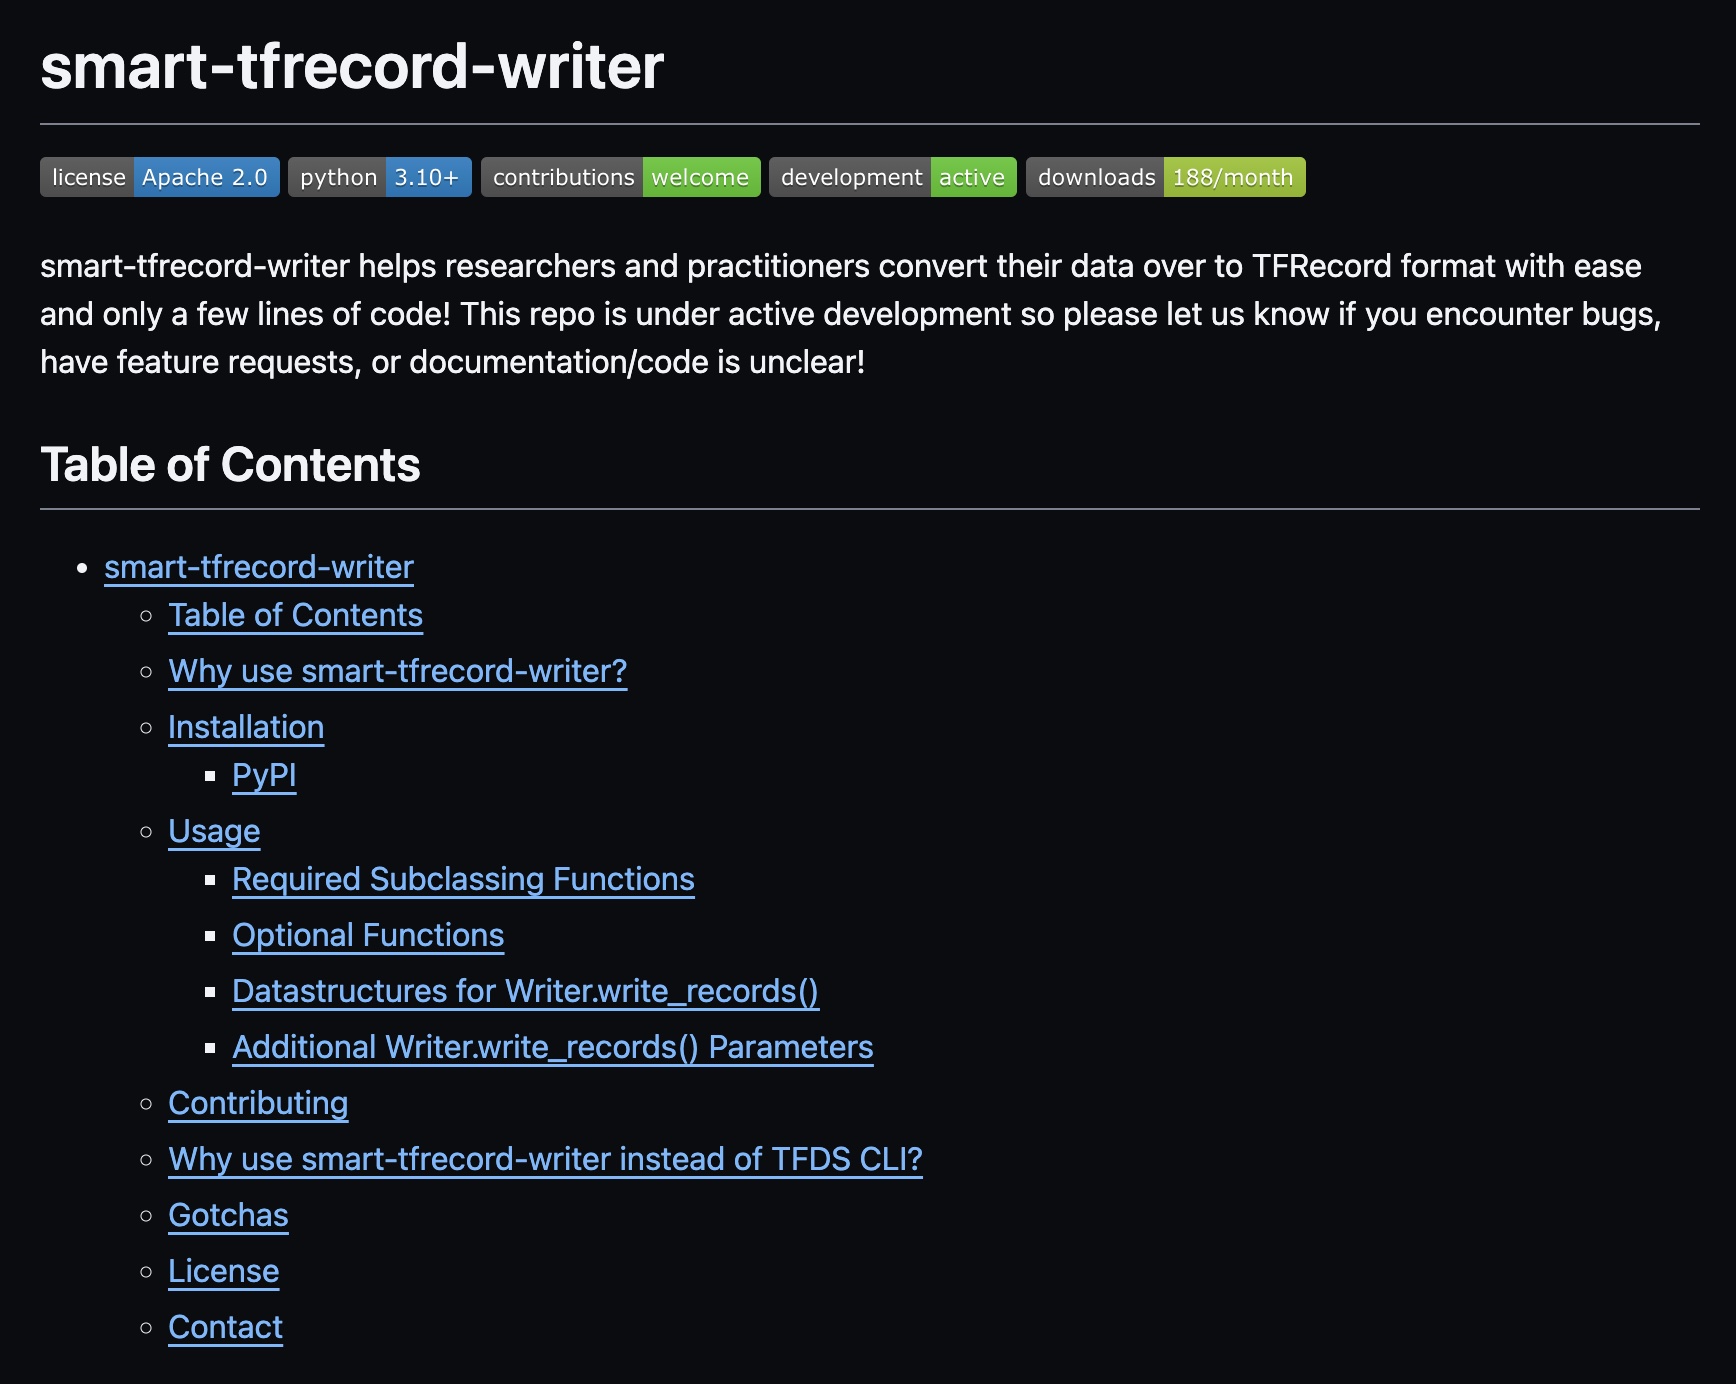 smart-tfrecord-writer
license Apache 2.0 python 3.10+ contributions welcome development active downloads 188/month
smart-tfrecord-writer helps researchers and practitioners convert their data over to TFRecord format with ease
and only a few lines of code! This repo is under active development so please let us know if you encounter bugs,
have feature requests, or documentation/code is unclear!
Table of Contents
smart-tfrecord-writer
Table of Contents
Why use smart-tfrecord-writer?
Installation
PyPI
Usage
Required Subclassing Functions
Optional Functions
Datastructures for Writer.write_records()
Additional Writer.write_records() Parameters
Contributing
Why use smart-tfrecord-writer instead of TFDS CLI?
Gotchas
License
Contact